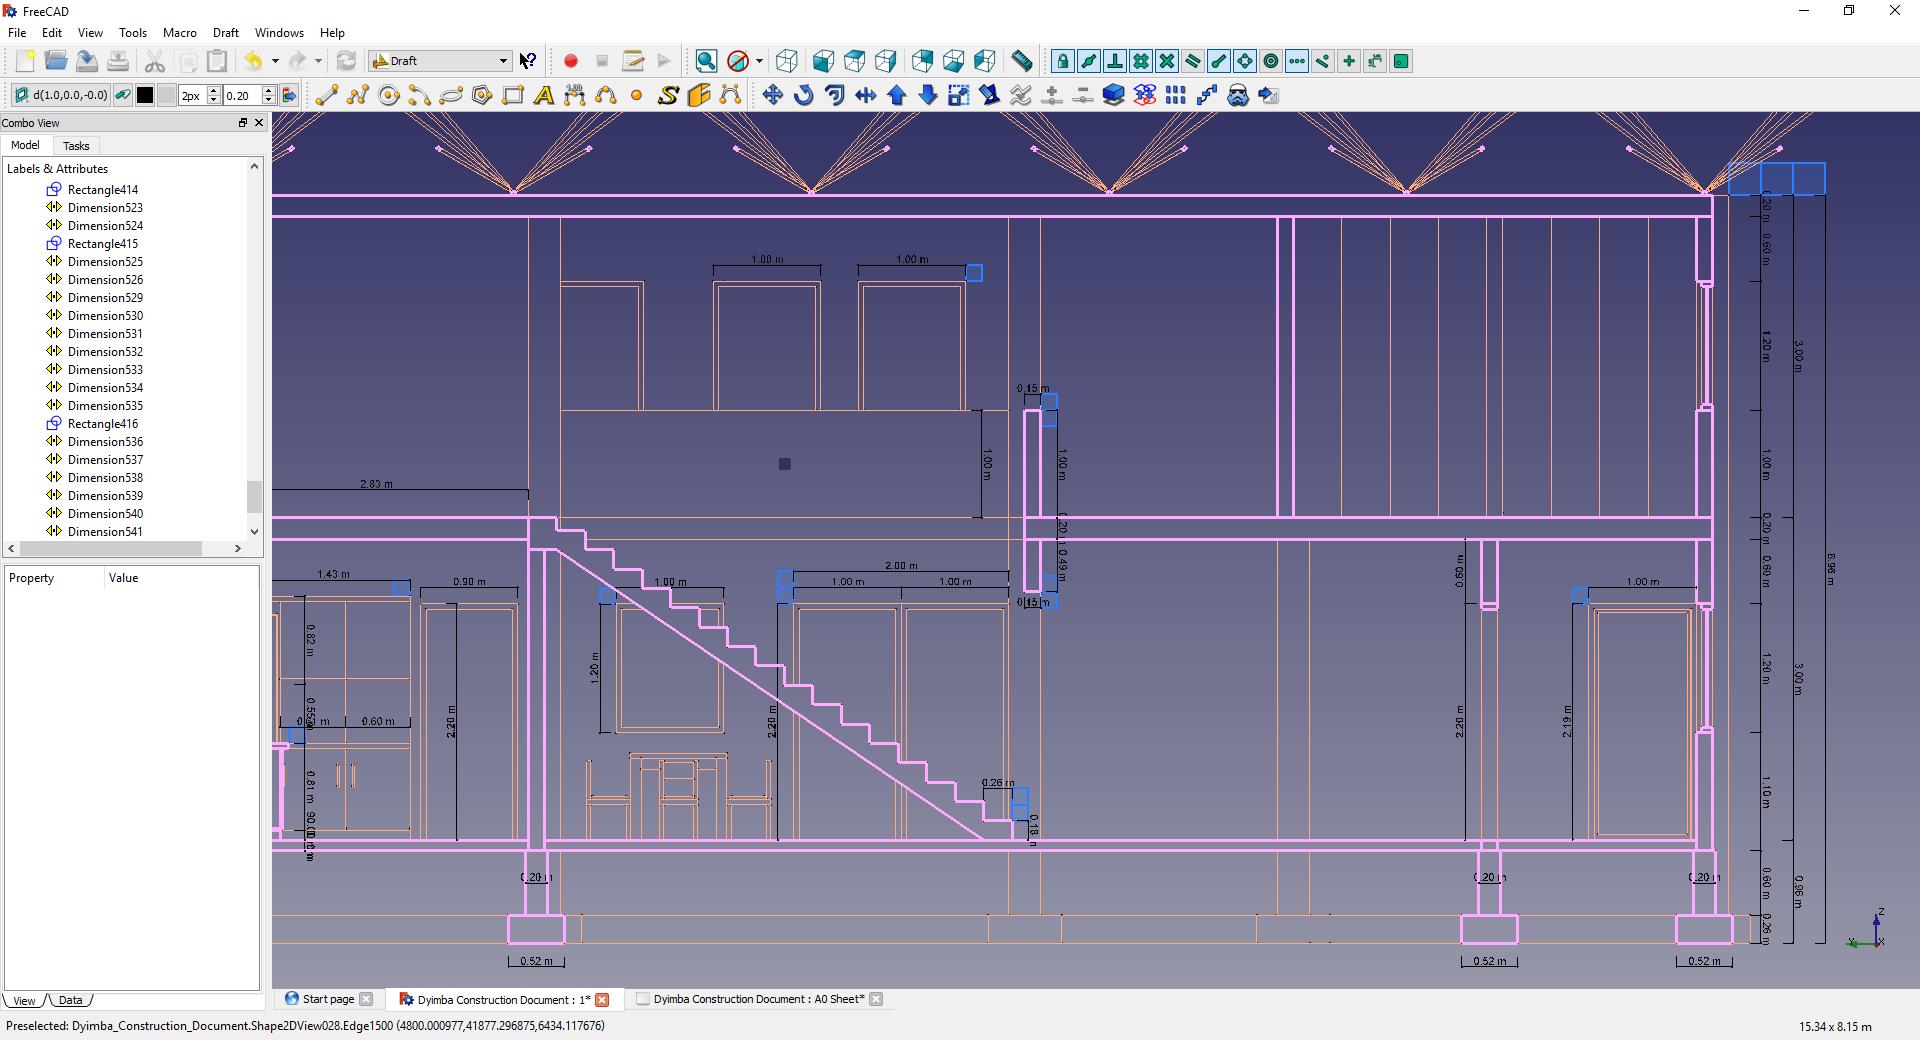 FreeCAD
File Edit View Tools Macro Draft Windows Help
Draft
d(1.0,0.0,-0.0) 2px 0.20
Combo View
Model Tasks
Labels & Attributes
Rectangle414
Dimension523
Dimension524
Rectangle415
Dimension525
Dimension526
Dimension529
Dimension530
Dimension531
Dimension532
Dimension533
Dimension534
Dimension535
Rectangle416
Dimension536
Dimension537
Dimension538
Dimension539
Dimension540
Dimension541
Property Value
View Data
1.00 m 1.00 m
0.20 m
0.60 m
1.20 m
3.00 m
0.15 m
1.00 m
1.00 m
1.00 m
2.83 m
0.20 m
0.20
0.49 m
0.60 m
0.60 m
6.96 m
2.00 m
1.43 m 0.90 m 1.00 m 1.00 m 1.00 m 1.00 m
0.15 m
0.82 m
1.20 m
1.20 m
3.00 m
0.55
0.60 m
2.20 m
2.20 m
2.20 m
2.19 m
0.26 m
0.81 m
1.10 m
0.18 m
0.20 m 0.20 m 0.20 m
0.60 m
0.96 m
0.26 m
0.52 m 0.52 m 0.52 m
Z
Y X
Start page Dyimba Construction Document : 1* Dyimba Construction Document : A0 Sheet*
Preselected: Dyimba_Construction_Document.Shape2DView028.Edge1500 (4800.000977,41877.296875,6434.117676)
15.34 x 8.15 m